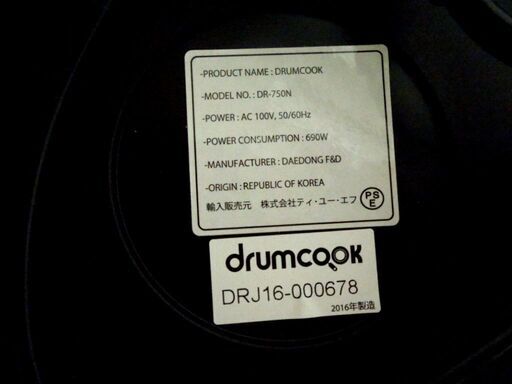 -PRODUCT NAME : DRUMCOOK
-MODEL NO. : DR-750N
-POWER : AC 100V, 50/60Hz
-POWER CONSUMPTION : 690W
-MANUFACTURER : DAEDONG F&D
-ORIGIN : REPUBLIC OF KOREA
輸入販売元 株式会社ティ・ユー・エフ
PS
E
drumcook
DRJ16-000678
2016年製造